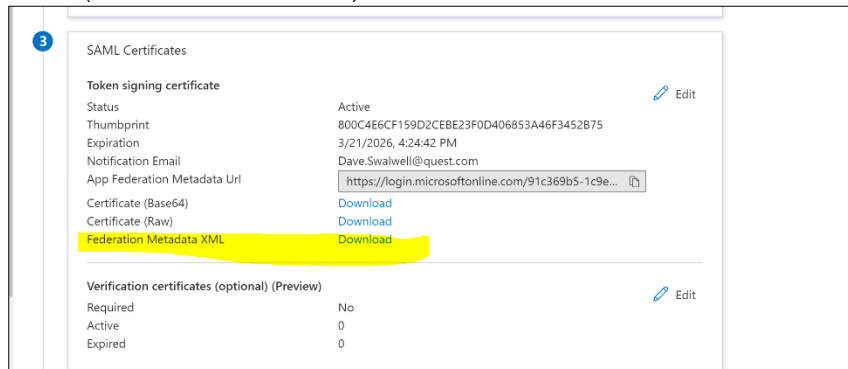 3
SAML Certificates
Token signing certificate
Edit
Status Active
Thumbprint 800C4E6CF159D2CEBE23F0D406853A46F3452B75
Expiration 3/21/2026, 4:24:42 PM
Notification Email Dave.Swalwell@quest.com
App Federation Metadata Url https://login.microsoftonline.com/91c369b5-1c9e...
Certificate (Base64) Download
Certificate (Raw) Download
Federation Metadata XML Download
Verification certificates (optional) (Preview)
Edit
Required No
Active 0
Expired 0